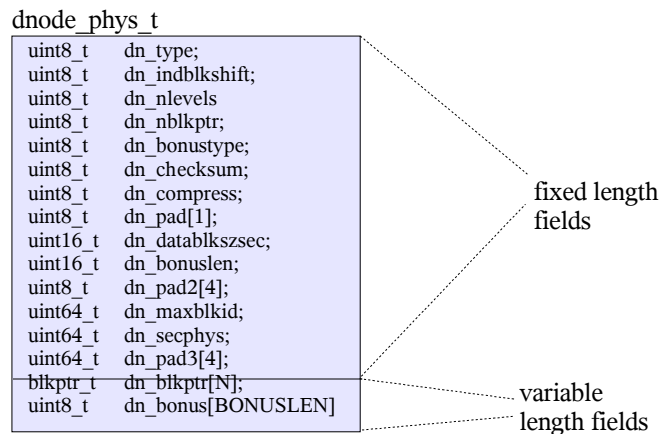 dnode_phys_t
uint8_t dn_type;
uint8_t dn_indblkshift;
uint8_t dn_nlevels
uint8_t dn_nblkptr;
uint8_t dn_bonustype;
uint8_t dn_checksum;
uint8_t dn_compress;
uint8_t dn_pad[1];
uint16_t dn_datablkszsec;
uint16_t dn_bonuslen;
uint8_t dn_pad2[4];
uint64_t dn_maxblkid;
uint64_t dn_secphys;
uint64_t dn_pad3[4];
blkptr_t dn_blkptr[N];
uint8_t dn_bonus[BONUSLEN]
fixed length
fields
variable
length fields